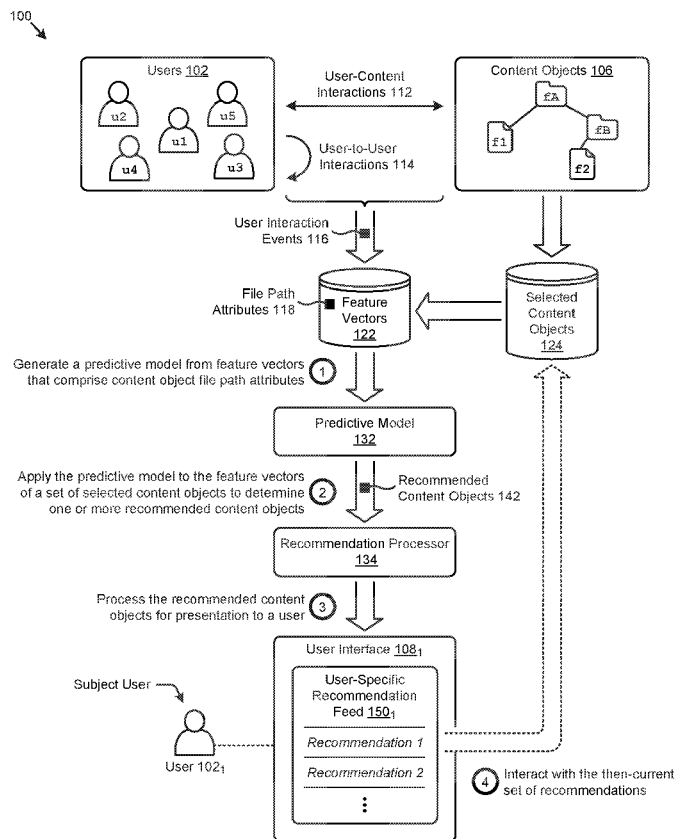 100
Users 102
u2
u5
u1
u4
u3
User-Content
Interactions 112
User-to-User
Interactions 114
Content Objects 106
fA
f1
fB
f2
User Interaction
Events 116
File Path
Attributes 118
Feature
Vectors
122
Selected
Content
Objects
124
Generate a predictive model from feature vectors
that comprise content object file path attributes
1
Predictive Model
132
Apply the predictive model to the feature vectors
of a set of selected content objects to determine
one or more recommended content objects
2
Recommended
Content Objects 142
Recommendation Processor
134
Process the recommended content
objects for presentation to a user
3
User Interface 108₁
User-Specific
Recommendation
Feed 150₁
Recommendation 1
Recommendation 2
Subject User
User 102₁
4
Interact with the then-current
set of recommendations